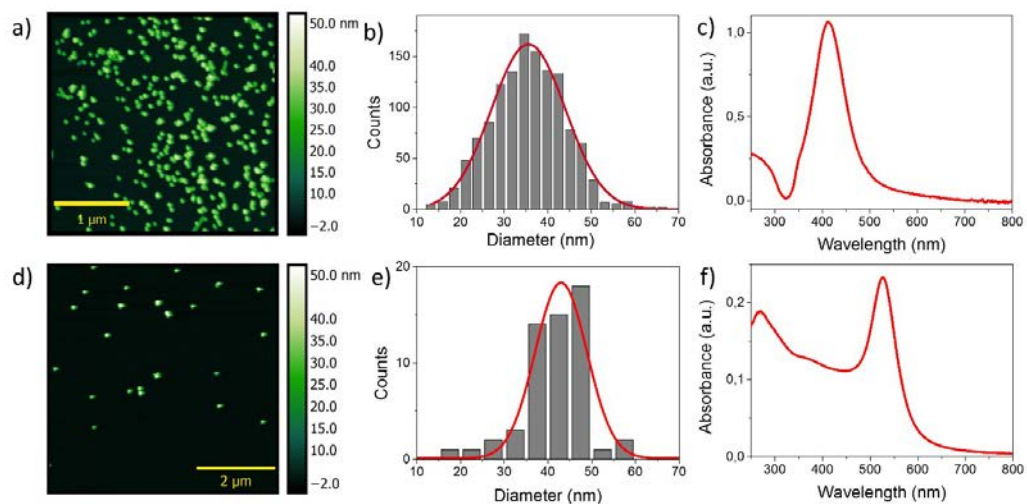 a)
50.0 nm
45.0
40.0
35.0
30.0
25.0
20.0
10.0
−2.0
1 µm
b)
Counts
150
100
50
0
10 20 30 40 50 60 70
Diameter (nm)
c)
Absorbance (a.u.)
1,0
0,5
0,0
300 400 500 600 700 800
Wavelength (nm)
d)
50.0 nm
45.0
40.0
35.0
30.0
25.0
20.0
10.0
−2.0
2 µm
e)
Counts
20
10
0
10 20 30 40 50 60 70
Diameter (nm)
f)
Absorbance (a.u.)
0,2
0,1
0,0
300 400 500 600 700 800
Wavelength (nm)